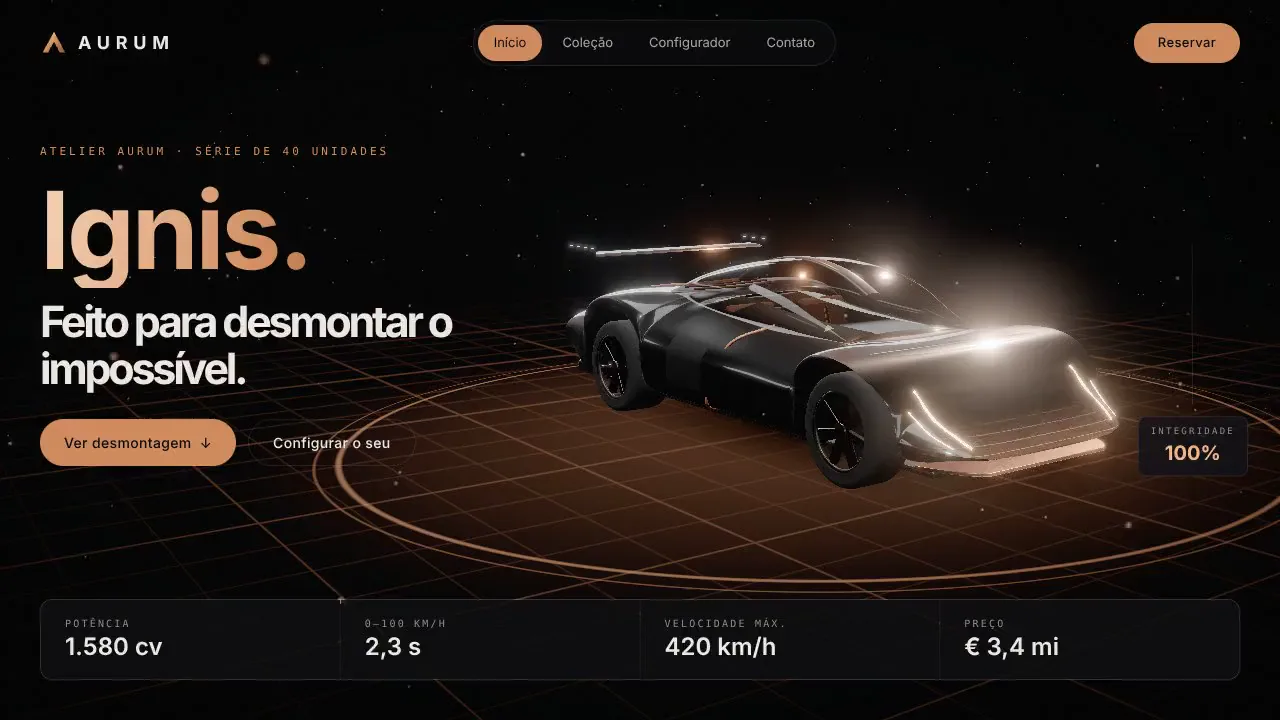 AURUM
Início
Coleção
Configurador
Contato
Reservar
ATELIER AURUM · SÉRIE DE 40 UNIDADES
Ignis.
Feito para desmontar o
impossível.
Ver desmontagem ↓
Configurar o seu
INTEGRIDADE
100%
POTÊNCIA
1.580 cv
0–100 KM/H
2,3 s
VELOCIDADE MÁX.
420 km/h
PREÇO
€ 3,4 mi